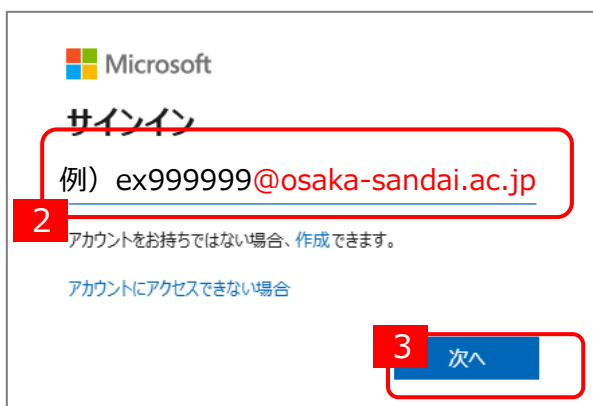 Microsoft
サインイン
例）ex999999@osaka-sandai.ac.jp
2
アカウントをお持ちではない場合、作成できます。
アカウントにアクセスできない場合
3
次へ